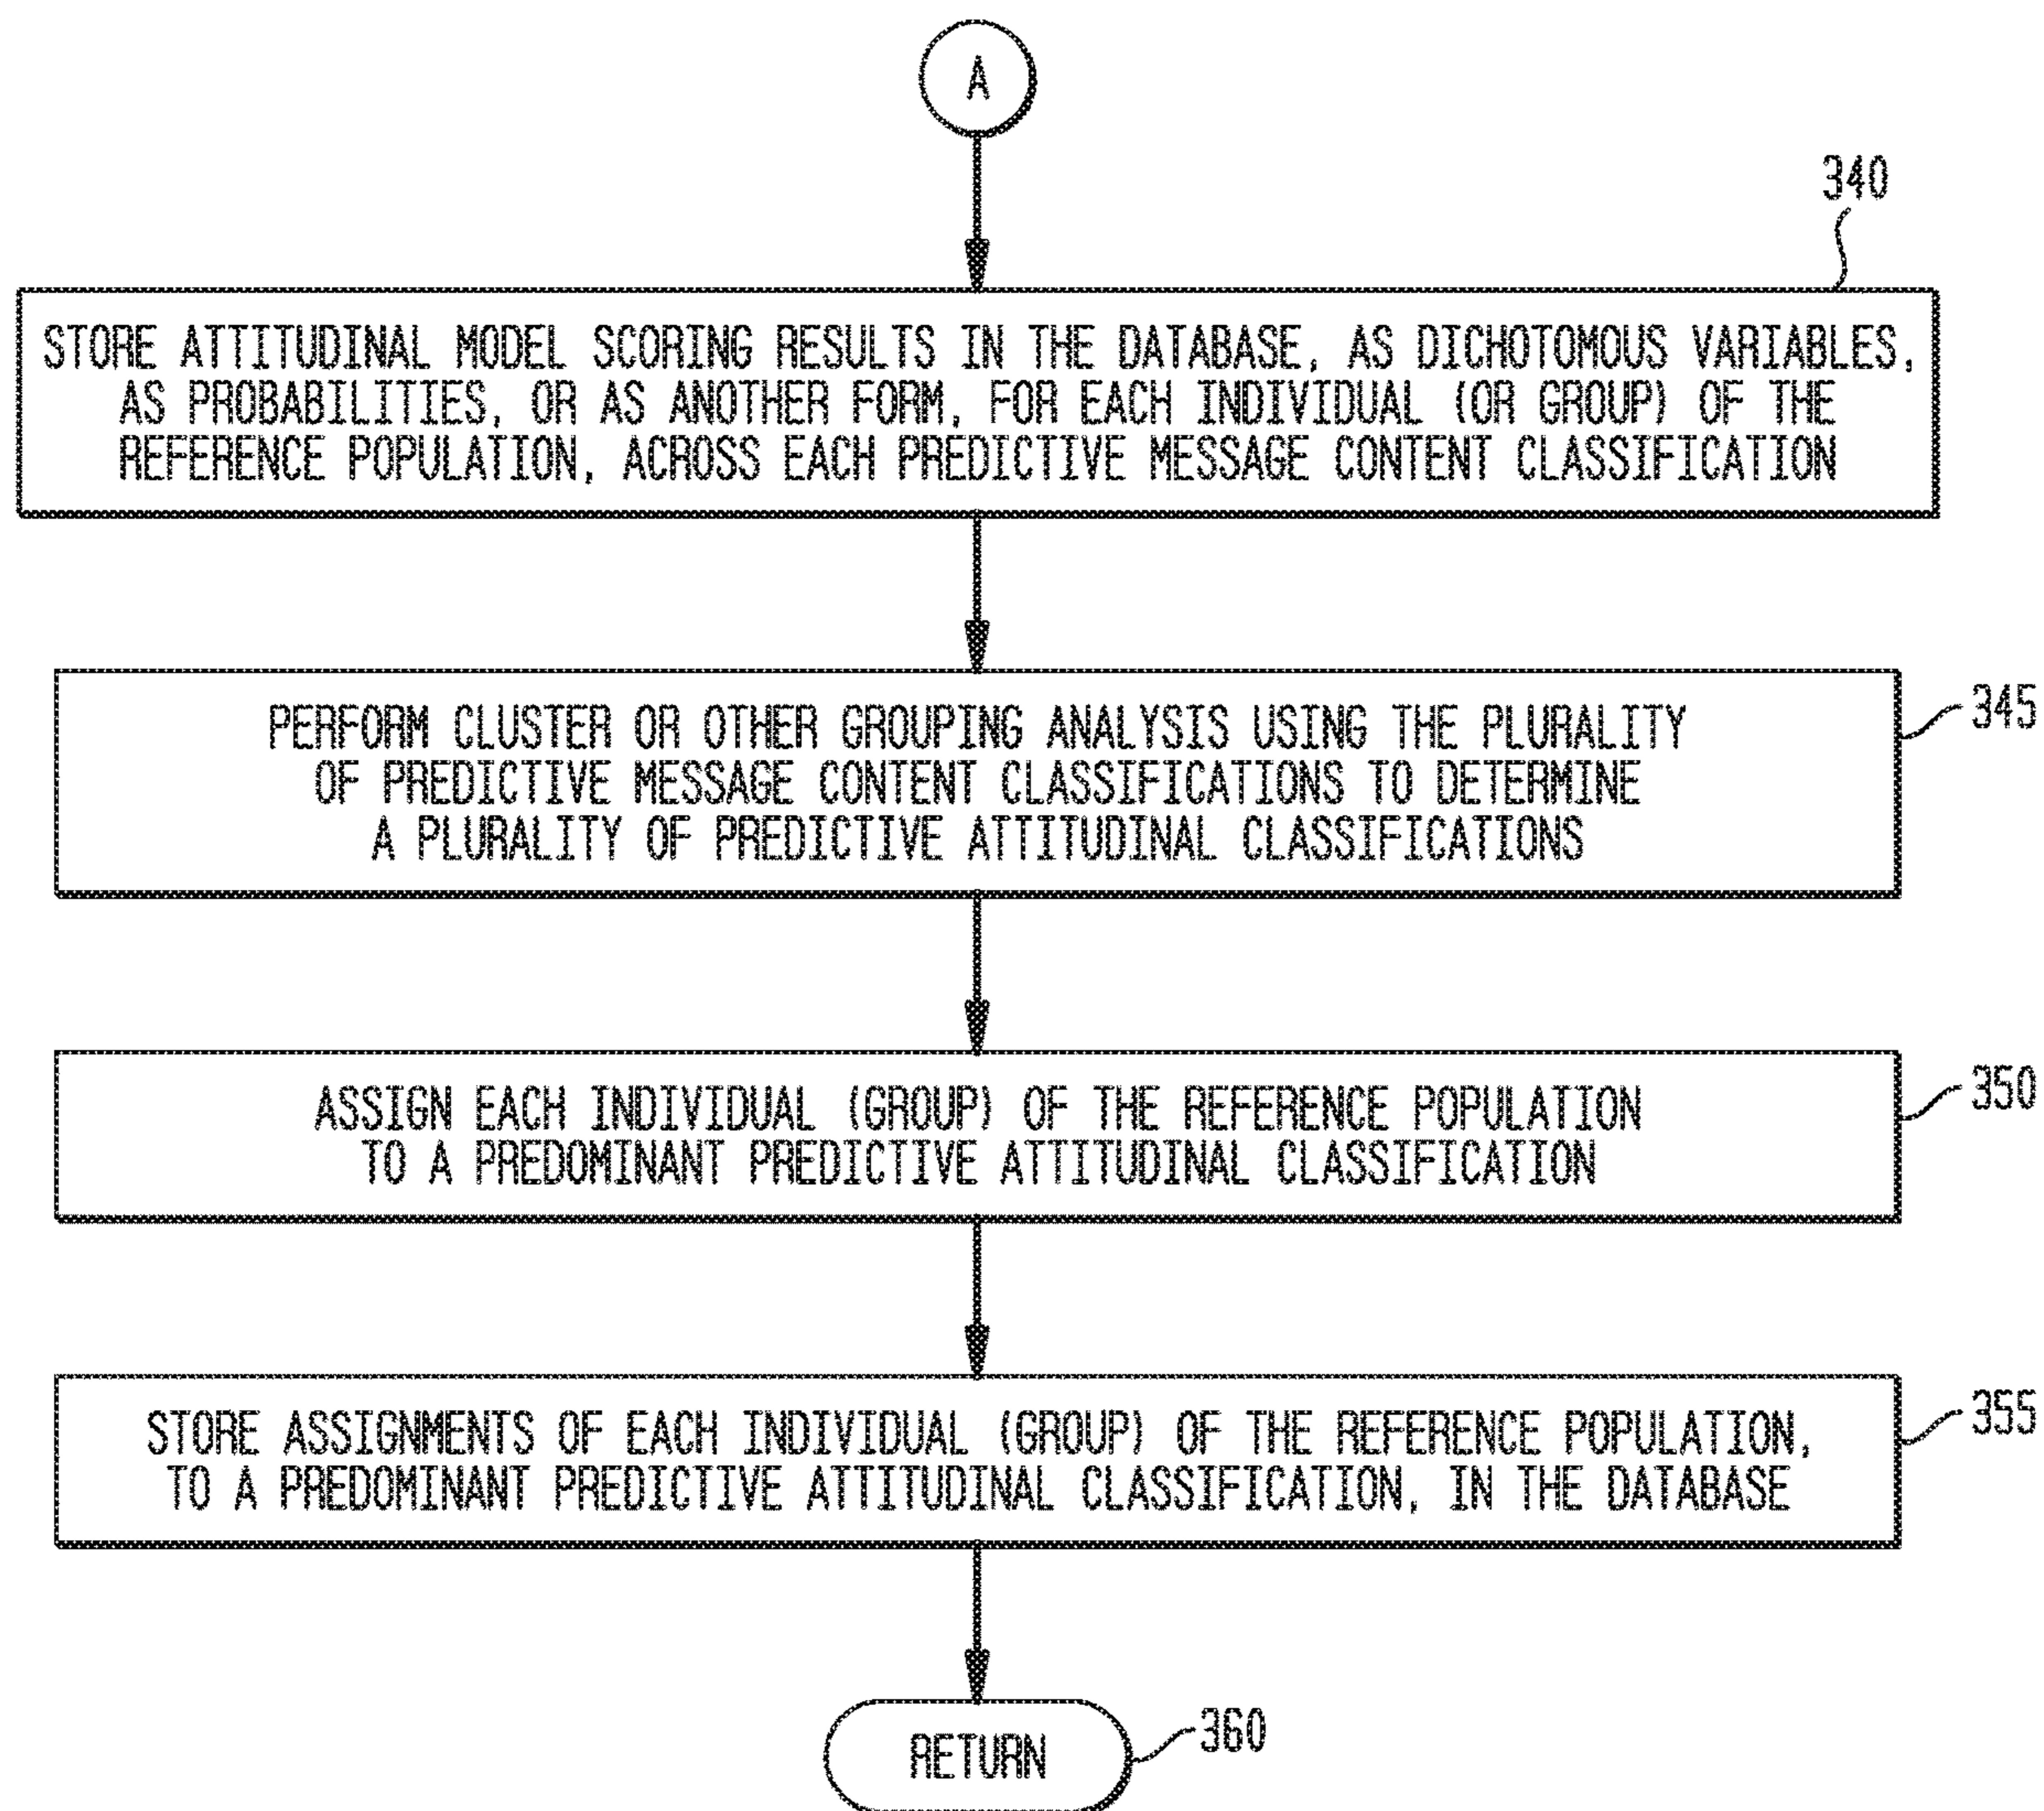 A
340
STORE ATTITUDINAL MODEL SCORING RESULTS IN THE DATABASE, AS DICHOTOMOUS VARIABLES,
AS PROBABILITIES, OR AS ANOTHER FORM, FOR EACH INDIVIDUAL (OR GROUP) OF THE
REFERENCE POPULATION, ACROSS EACH PREDICTIVE MESSAGE CONTENT CLASSIFICATION
345
PERFORM CLUSTER OR OTHER GROUPING ANALYSIS USING THE PLURALITY
OF PREDICTIVE MESSAGE CONTENT CLASSIFICATIONS TO DETERMINE
A PLURALITY OF PREDICTIVE ATTITUDINAL CLASSIFICATIONS
350
ASSIGN EACH INDIVIDUAL (GROUP) OF THE REFERENCE POPULATION
TO A PREDOMINANT PREDICTIVE ATTITUDINAL CLASSIFICATION
355
STORE ASSIGNMENTS OF EACH INDIVIDUAL (GROUP) OF THE REFERENCE POPULATION,
TO A PREDOMINANT PREDICTIVE ATTITUDINAL CLASSIFICATION, IN THE DATABASE
RETURN
360